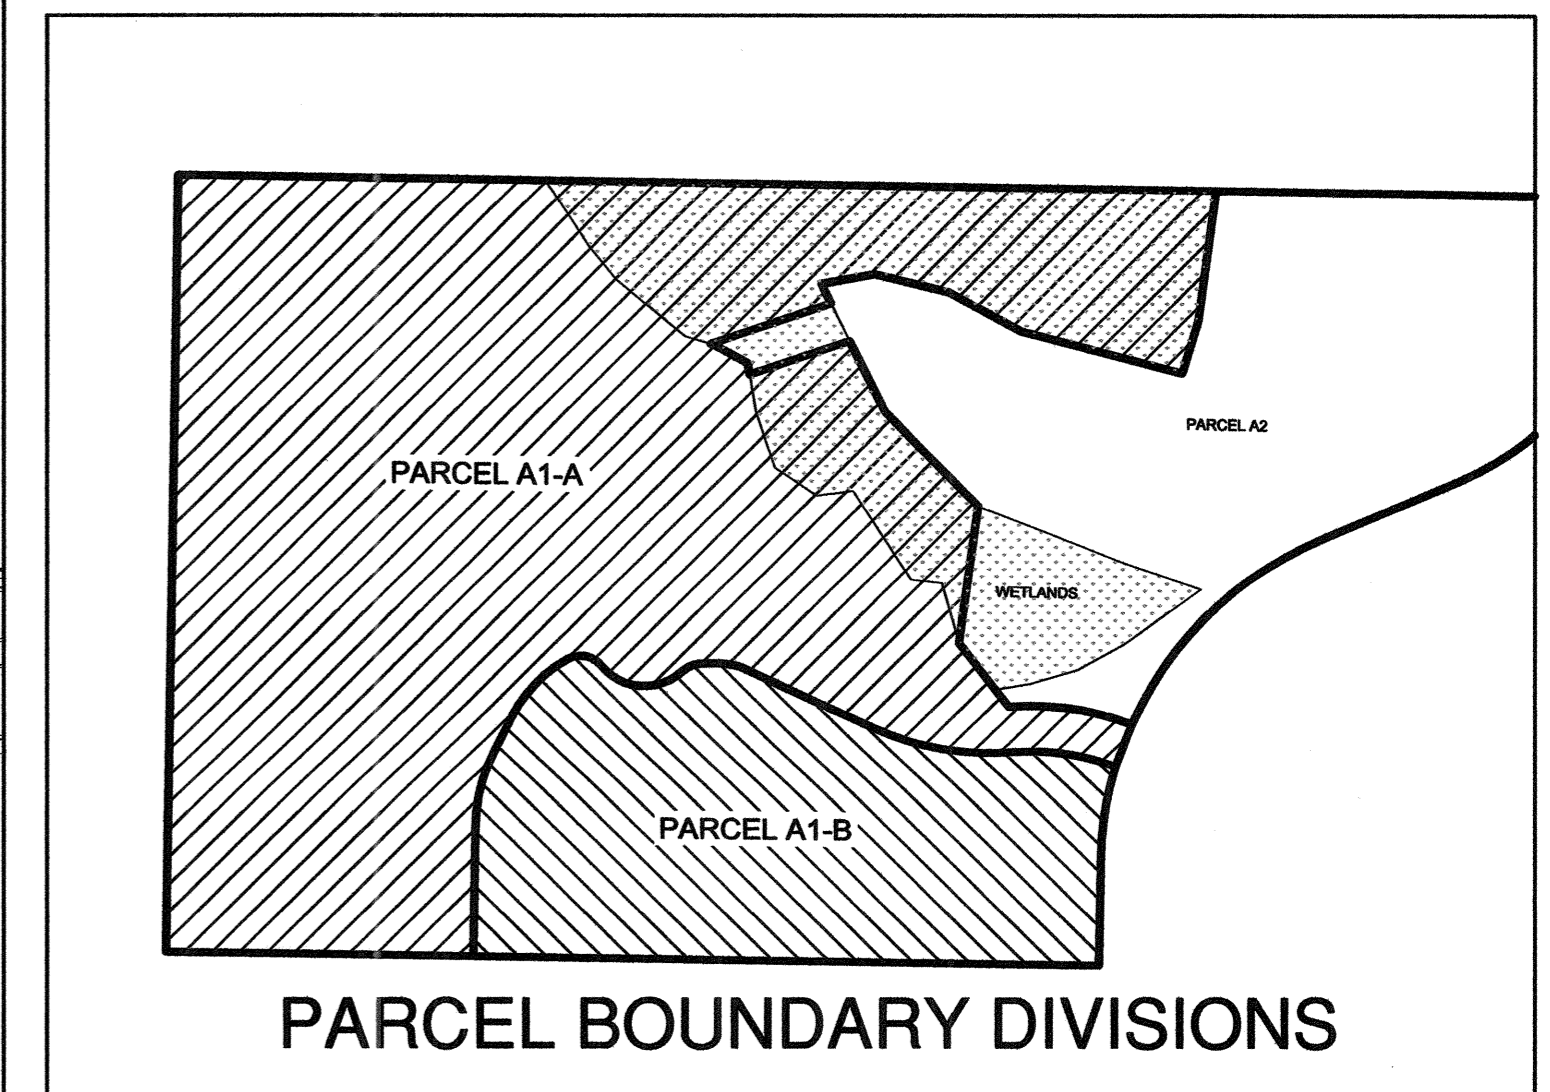 PARCEL A2
PARCEL A1-A
WETLANDS
PARCEL A1-B
PARCEL BOUNDARY DIVISIONS